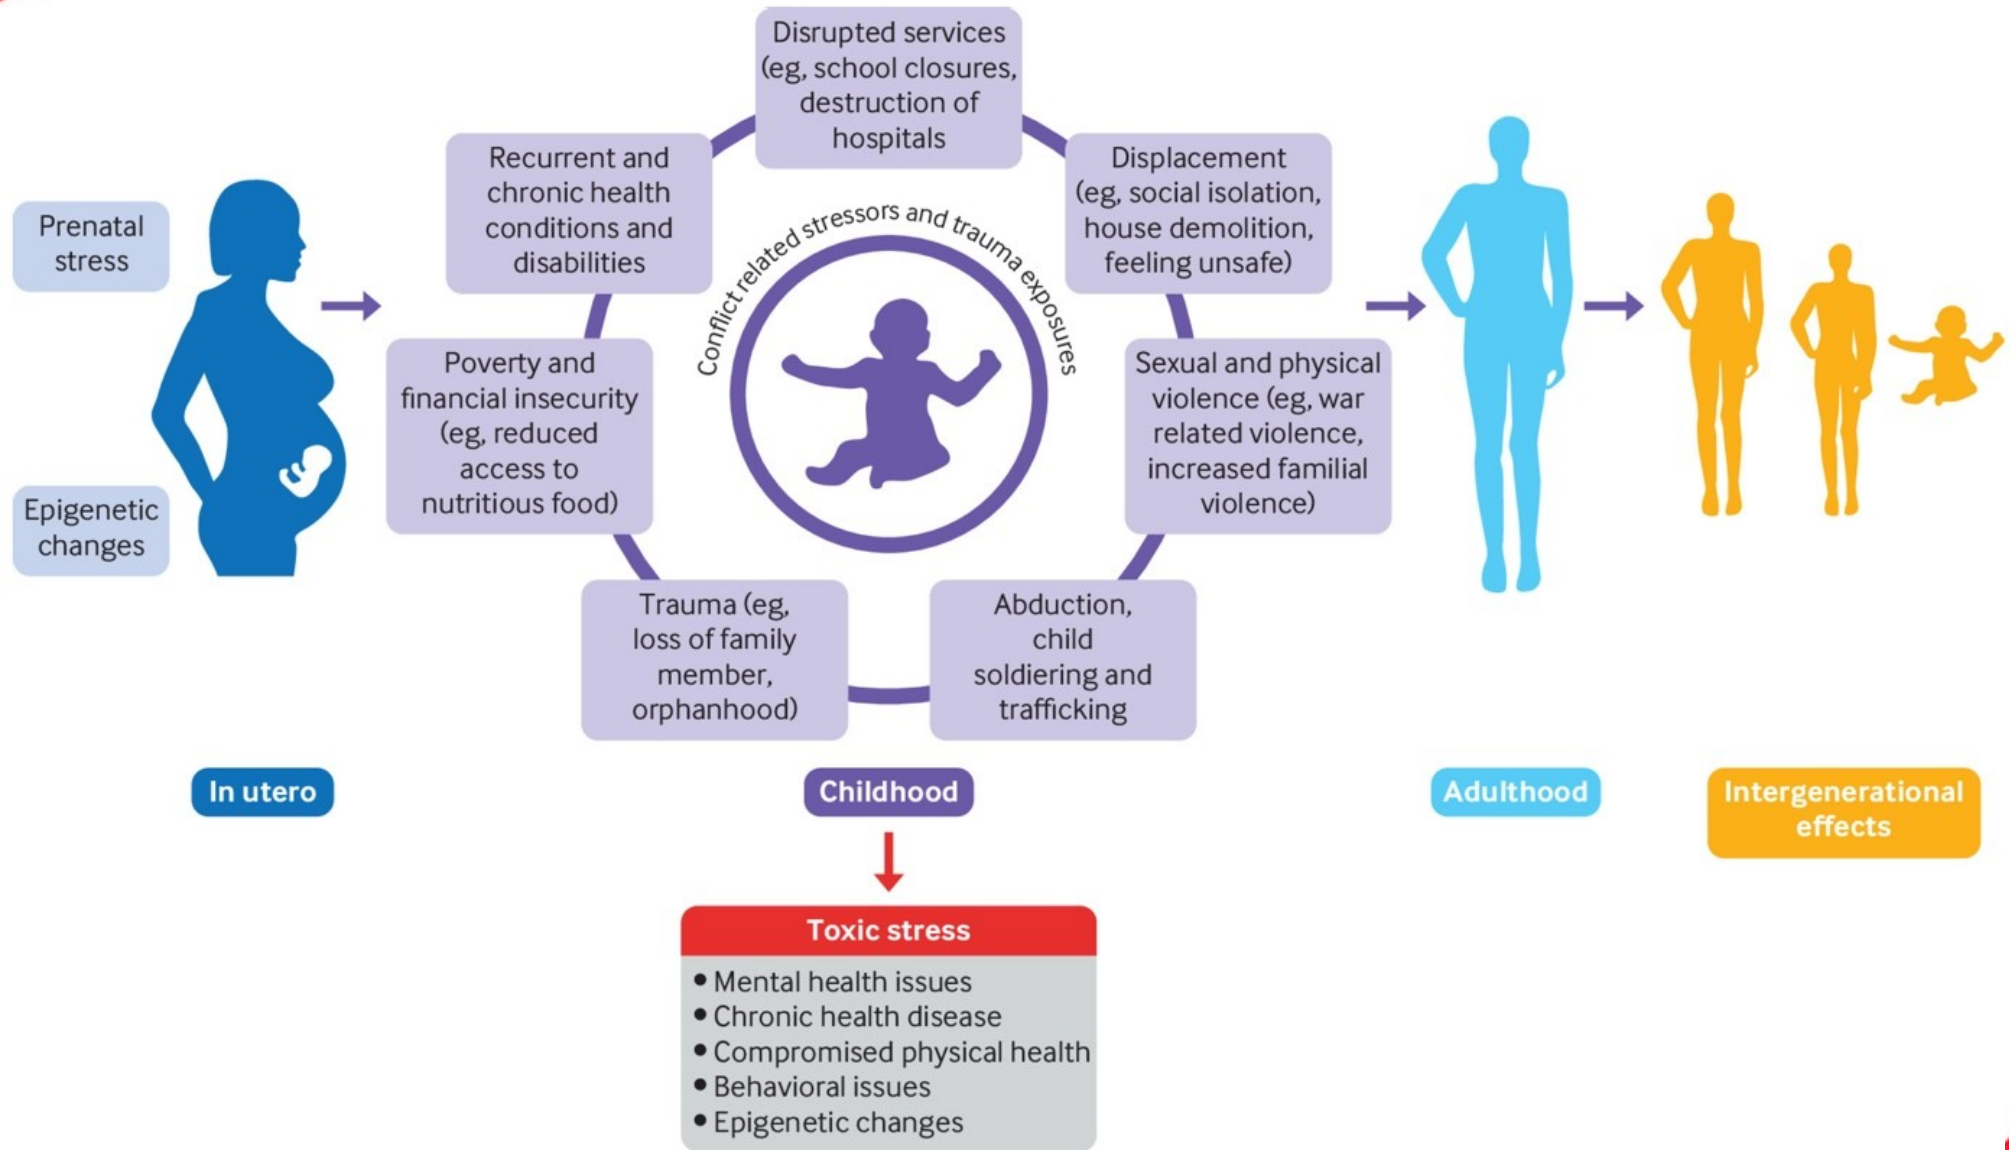 Prenatal
stress
Epigenetic
changes
In utero
Disrupted services
(eg, school closures,
destruction of
hospitals
Recurrent and
chronic health
conditions and
disabilities
Displacement
(eg, social isolation,
house demolition,
feeling unsafe)
Conflict related stressors and trauma exposures
Poverty and
financial insecurity
(eg, reduced
access to
nutritious food)
Sexual and physical
violence (eg, war
related violence,
increased familial
violence)
Trauma (eg,
loss of family
member,
orphanhood)
Abduction,
child
soldiering and
trafficking
Childhood
Toxic stress
• Mental health issues
• Chronic health disease
• Compromised physical health
• Behavioral issues
• Epigenetic changes
Adulthood
Intergenerational
effects